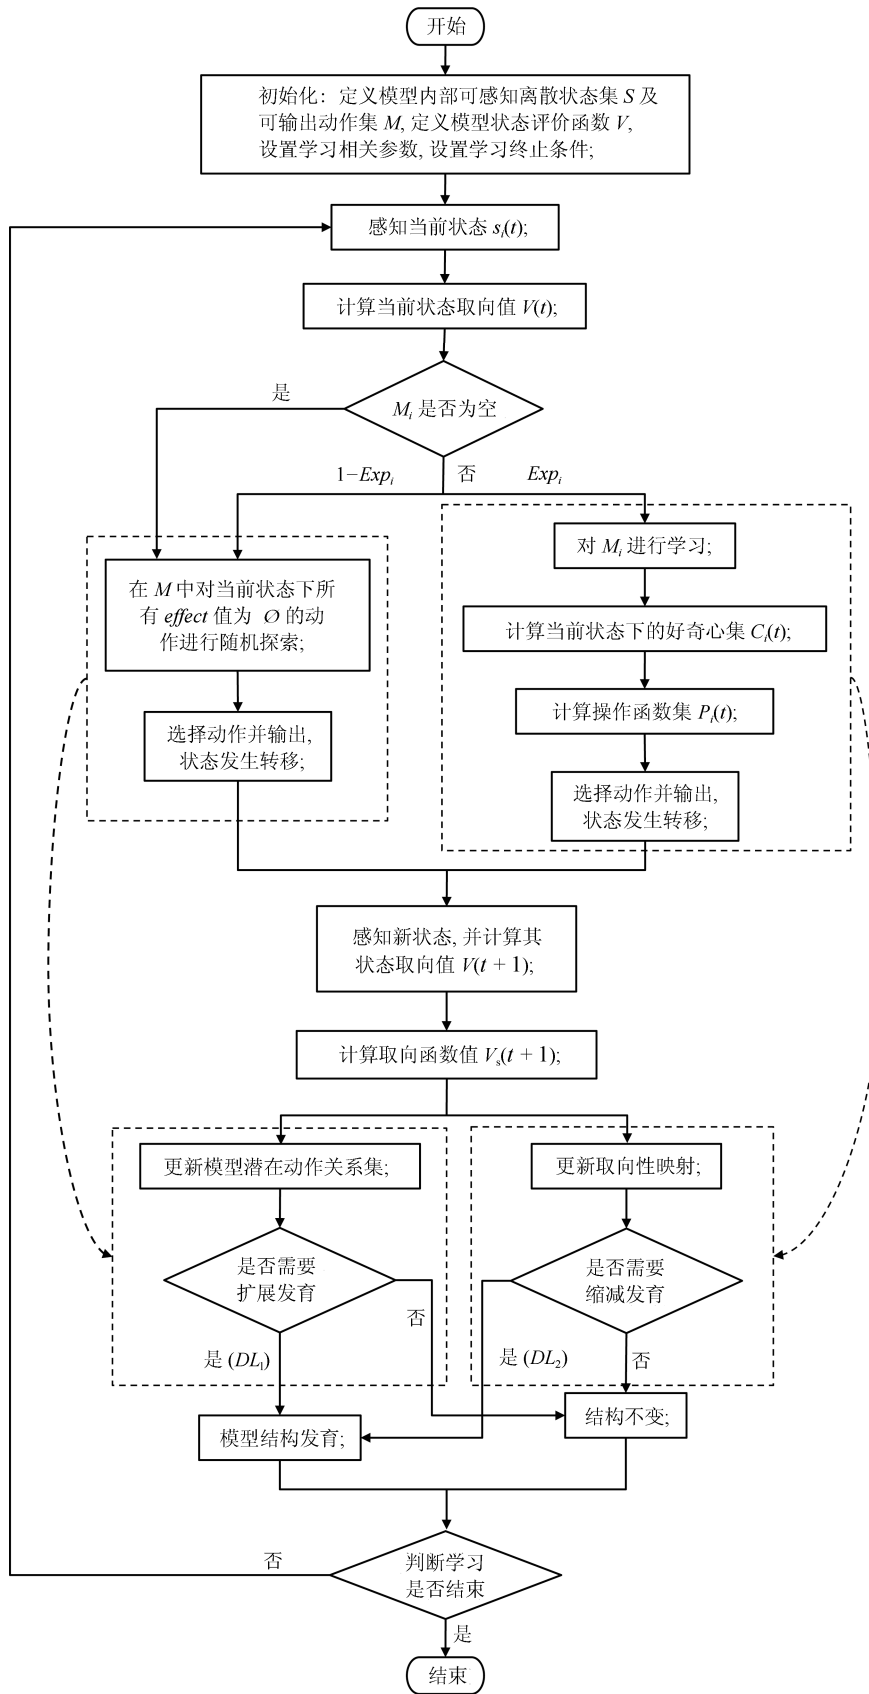 开始
初始化：定义模型内部可感知离散状态集 S 及
可输出动作集 M, 定义模型状态评价函数 V,
设置学习相关参数, 设置学习终止条件;
感知当前状态 sᵢ(t);
计算当前状态取向值 V(t);
Mᵢ 是否为空
是
1−Expᵢ
否
Expᵢ
在 M 中对当前状态下所
有 effect 值为 Ø 的动
作进行随机探索;
选择动作并输出,
状态发生转移;
对 Mᵢ 进行学习;
计算当前状态下的好奇心集 Cᵢ(t);
计算操作函数集 Pᵢ(t);
选择动作并输出,
状态发生转移;
感知新状态, 并计算其
状态取向值 V(t + 1);
计算取向函数值 Vₛ(t + 1);
更新模型潜在动作关系集;
更新取向性映射;
是否需要
扩展发育
是否需要
缩减发育
否
是 (DL₁)
是 (DL₂)
否
模型结构发育;
结构不变;
判断学习
是否结束
否
是
结束